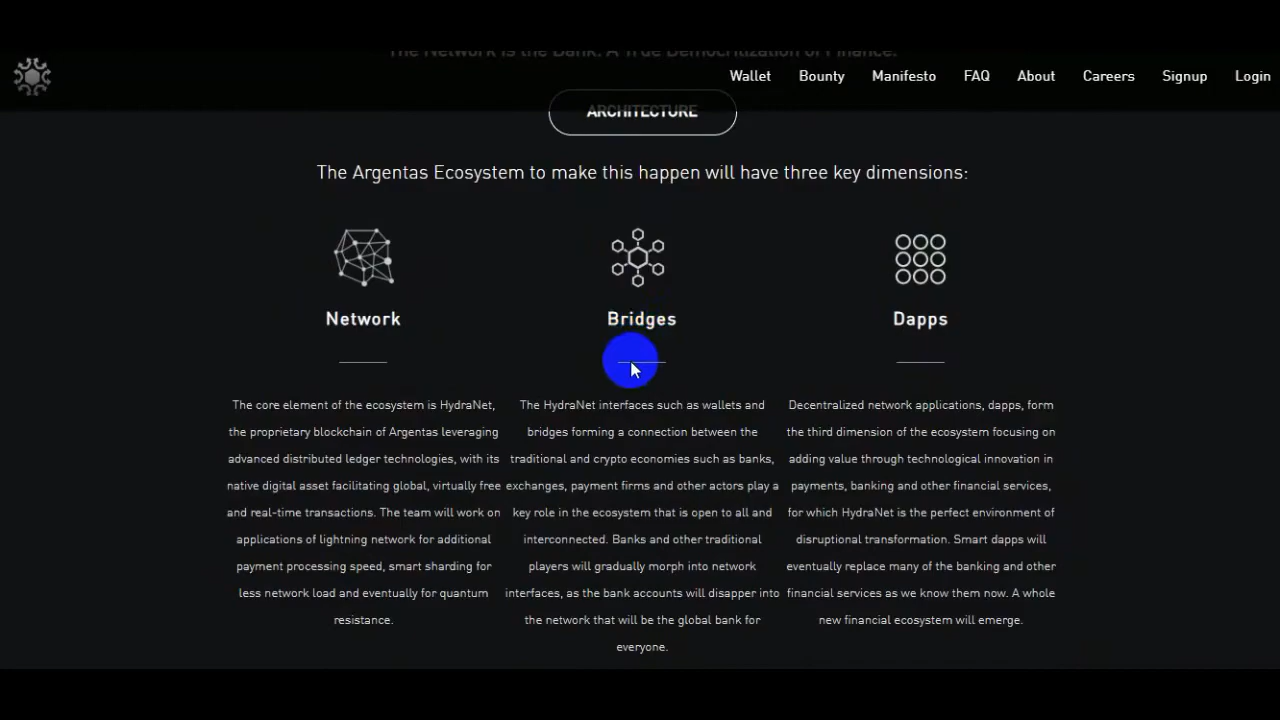 The Network is the Bank. A True Democritization of Finance.
Wallet Bounty Manifesto FAQ About Careers Signup Login
ARCHITECTURE
The Argentas Ecosystem to make this happen will have three key dimensions:
Network
The core element of the ecosystem is HydraNet,
the proprietary blockchain of Argentas leveraging
advanced distributed ledger technologies, with its
native digital asset facilitating global, virtually free
and real-time transactions. The team will work on
applications of lightning network for additional
payment processing speed, smart sharding for
less network load and eventually for quantum
resistance.
Bridges
The HydraNet interfaces such as wallets and
bridges forming a connection between the
traditional and crypto economies such as banks,
exchanges, payment firms and other actors play a
key role in the ecosystem that is open to all and
interconnected. Banks and other traditional
players will gradually morph into network
interfaces, as the bank accounts will disapper into
the network that will be the global bank for
everyone.
Dapps
Decentralized network applications, dapps, form
the third dimension of the ecosystem focusing on
adding value through technological innovation in
payments, banking and other financial services,
for which HydraNet is the perfect environment of
disruptional transformation. Smart dapps will
eventually replace many of the banking and other
financial services as we know them now. A whole
new financial ecosystem will emerge.